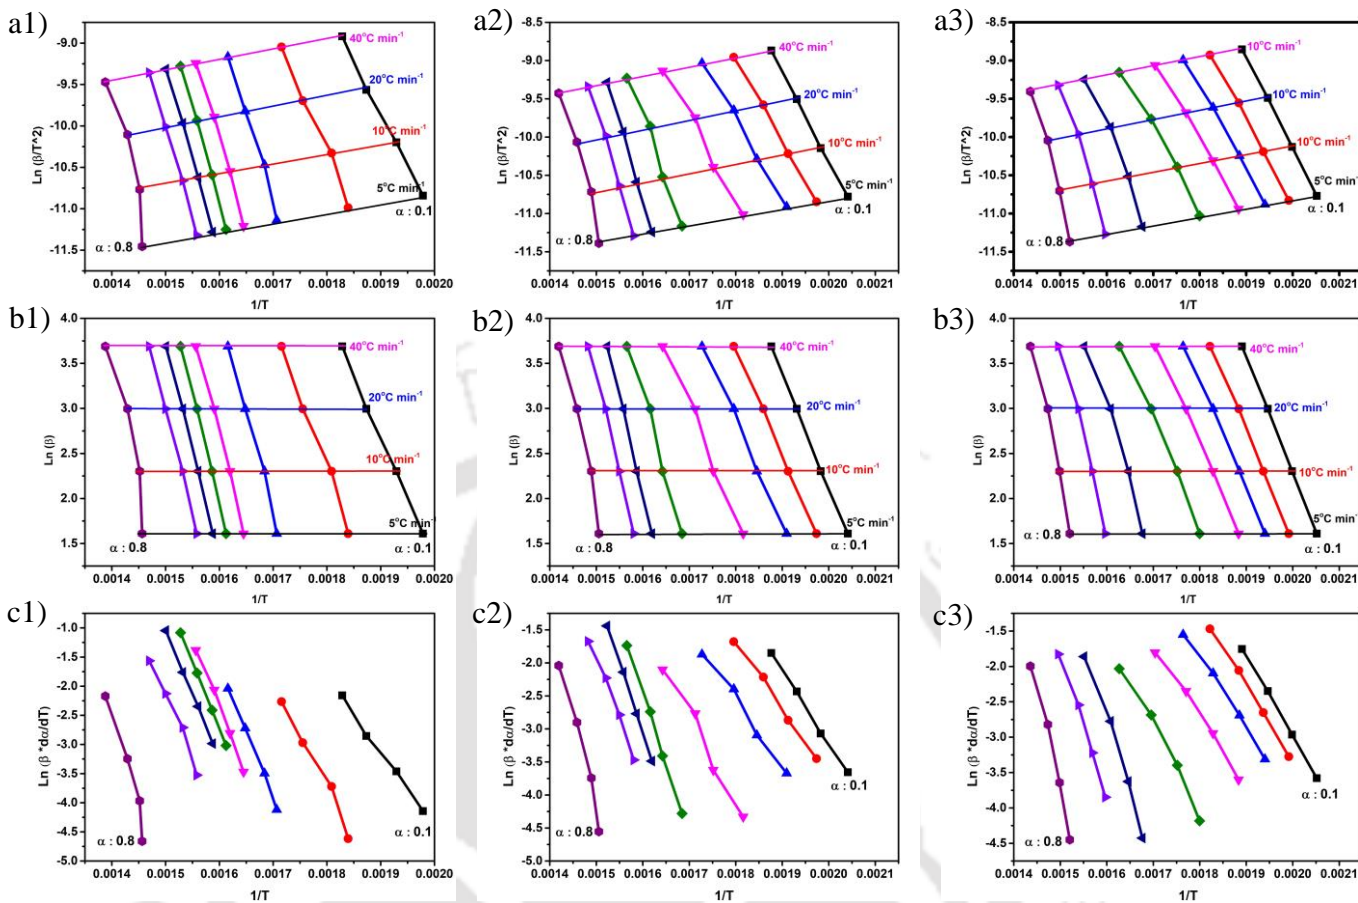 a1)
-9.0
-9.5
-10.0
-10.5
-11.0
-11.5
Ln (β/T^2)
40°C min⁻¹
20°C min⁻¹
10°C min⁻¹
5°C min⁻¹
α : 0.1
α : 0.8
0.0014 0.0015 0.0016 0.0017 0.0018 0.0019 0.0020
1/T
a2)
-8.5
-9.0
-9.5
-10.0
-10.5
-11.0
-11.5
Ln (β/T^2)
40°C min⁻¹
20°C min⁻¹
10°C min⁻¹
5°C min⁻¹
α : 0.1
α : 0.8
0.0014 0.0015 0.0016 0.0017 0.0018 0.0019 0.0020 0.0021
1/T
a3)
-8.5
-9.0
-9.5
-10.0
-10.5
-11.0
-11.5
Ln (β/T^2)
10°C min⁻¹
10°C min⁻¹
10°C min⁻¹
5°C min⁻¹
α : 0.1
α : 0.8
0.0014 0.0015 0.0016 0.0017 0.0018 0.0019 0.0020 0.0021
1/T
b1)
4.0
3.5
3.0
2.5
2.0
1.5
Ln (β)
40°C min⁻¹
20°C min⁻¹
10°C min⁻¹
5°C min⁻¹
α : 0.8
α : 0.1
0.0014 0.0015 0.0016 0.0017 0.0018 0.0019 0.0020
1/T
b2)
4.0
3.5
3.0
2.5
2.0
1.5
Ln (β)
40°C min⁻¹
20°C min⁻¹
10°C min⁻¹
5°C min⁻¹
α : 0.8
α : 0.1
0.0014 0.0015 0.0016 0.0017 0.0018 0.0019 0.0020 0.0021
1/T
b3)
4.0
3.5
3.0
2.5
2.0
1.5
Ln (β)
40°C min⁻¹
20°C min⁻¹
10°C min⁻¹
5°C min⁻¹
α : 0.8
α : 0.1
0.0014 0.0015 0.0016 0.0017 0.0018 0.0019 0.0020 0.0021
1/T
c1)
-1.0
-1.5
-2.0
-2.5
-3.0
-3.5
-4.0
-4.5
-5.0
Ln (β *dα/dT)
α : 0.8
α : 0.1
0.0014 0.0015 0.0016 0.0017 0.0018 0.0019 0.0020
1/T
c2)
-1.5
-2.0
-2.5
-3.0
-3.5
-4.0
-4.5
-5.0
Ln (β *dα/dT)
α : 0.1
α : 0.8
0.0014 0.0015 0.0016 0.0017 0.0018 0.0019 0.0020 0.0021
1/T
c3)
-1.5
-2.0
-2.5
-3.0
-3.5
-4.0
-4.5
-5.0
Ln (β *dα/dT)
α : 0.1
α : 0.8
0.0014 0.0015 0.0016 0.0017 0.0018 0.0019 0.0020 0.0021
1/T